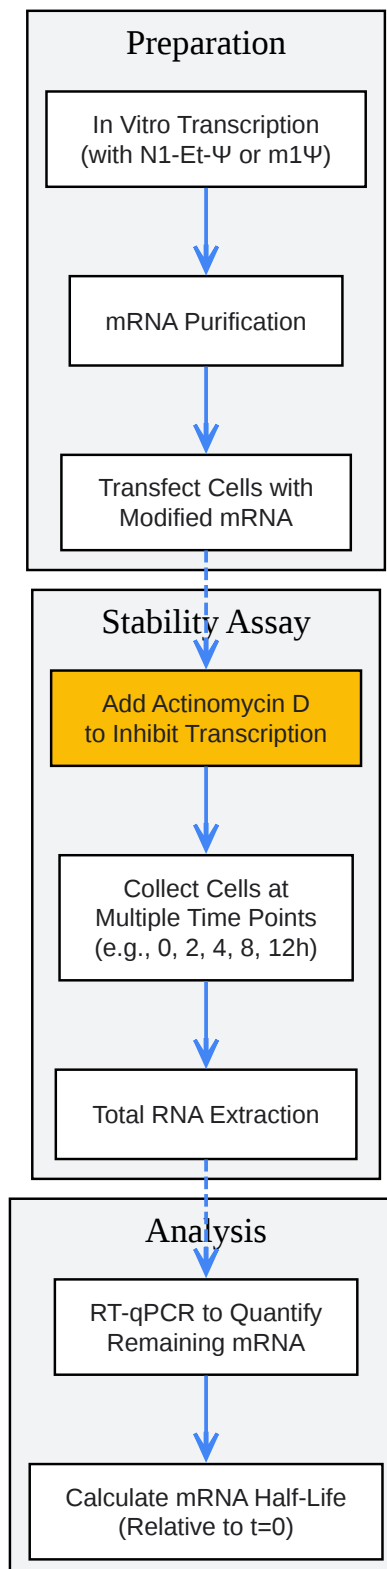 Preparation
In Vitro Transcription
(with N1-Et-Ψ or m1Ψ)
mRNA Purification
Transfect Cells with
Modified mRNA
Stability Assay
Add Actinomycin D
to Inhibit Transcription
Collect Cells at
Multiple Time Points
(e.g., 0, 2, 4, 8, 12h)
Total RNA Extraction
Analysis
RT-qPCR to Quantify
Remaining mRNA
Calculate mRNA Half-Life
(Relative to t=0)